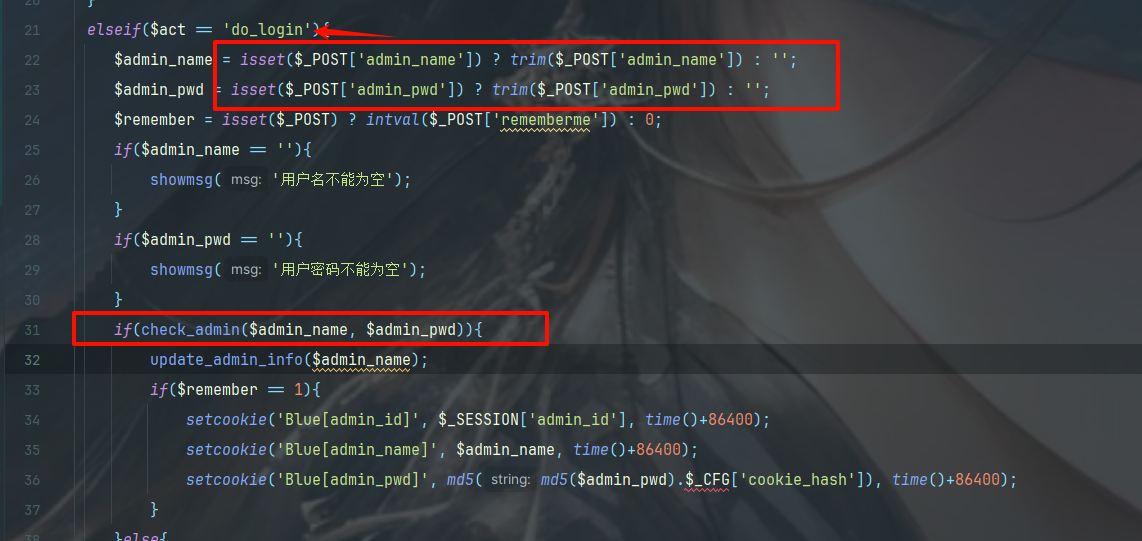 20 }
21 elseif($act == 'do_login'){
22 $admin_name = isset($_POST['admin_name']) ? trim($_POST['admin_name']) : '';
23 $admin_pwd = isset($_POST['admin_pwd']) ? trim($_POST['admin_pwd']) : '';
24 $remember = isset($_POST) ? intval($_POST['rememberme']) : 0;
25 if($admin_name == ''){
26 showmsg( msg: '用户名不能为空');
27 }
28 if($admin_pwd == ''){
29 showmsg( msg: '用户密码不能为空');
30 }
31 if(check_admin($admin_name, $admin_pwd)){
32 update_admin_info($admin_name);
33 if($remember == 1){
34 setcookie('Blue[admin_id]', $_SESSION['admin_id'], time()+86400);
35 setcookie('Blue[admin_name]', $admin_name, time()+86400);
36 setcookie('Blue[admin_pwd]', md5( string: md5($admin_pwd).$_CFG['cookie_hash']), time()+86400);
37 }
38 }else{